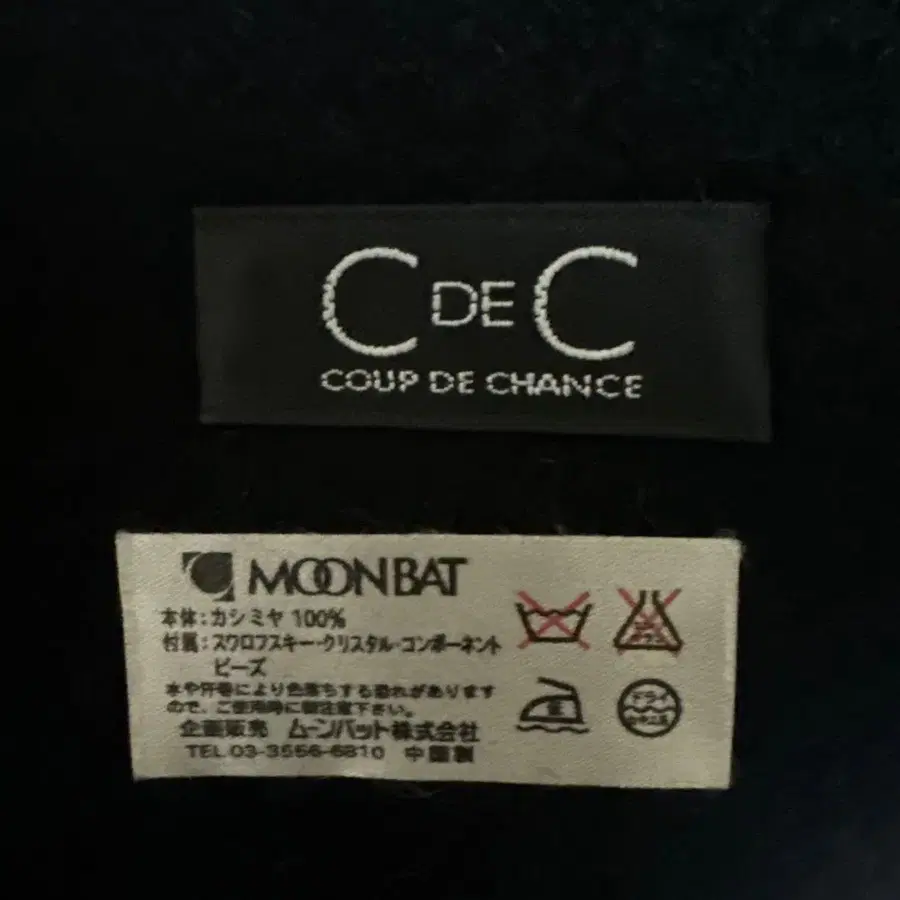 C DE C
COUP DE CHANCE
MOONBAT
本体:カシミヤ 100%
付属:スワロフスキー・クリスタル・コンポーネント
ビーズ
水や汗等により色落ちする恐れがあります
ので、ご使用時に御注意下さい。
企画販売 ムーンバット株式会社
TEL 03-3556-6810 中国製
ドライ